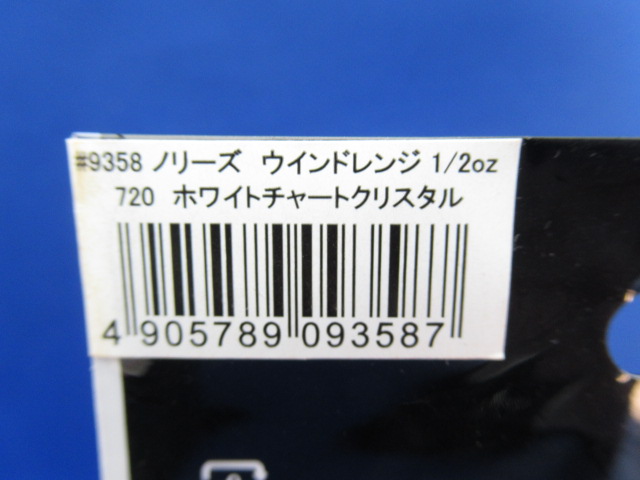 #9358 ノリーズ ウインドレンジ 1/2oz
720 ホワイトチャートクリスタル
4 905789 093587